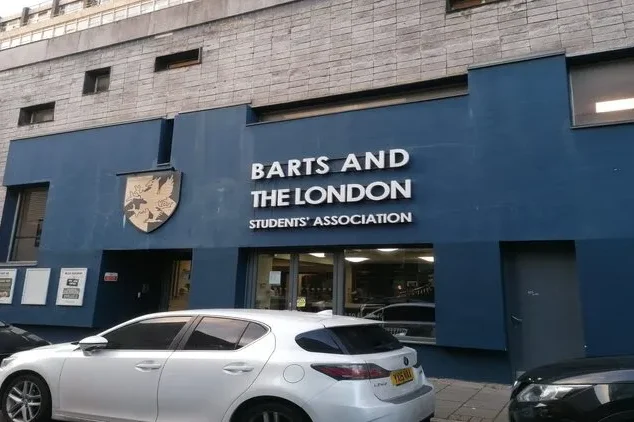 BARTS AND
THE LONDON
STUDENTS' ASSOCIATION